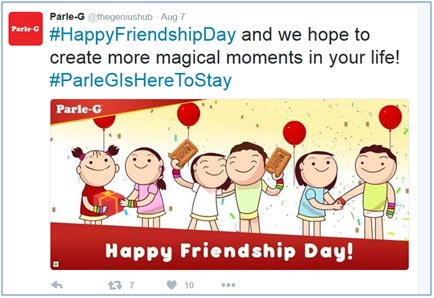 Parle-G @thegeniushub · Aug 7
PARLE-G
#HappyFriendshipDay and we hope to
create more magical moments in your life!
#ParleGIsHereToStay
Parle-G
Happy Friendship Day!
7 10